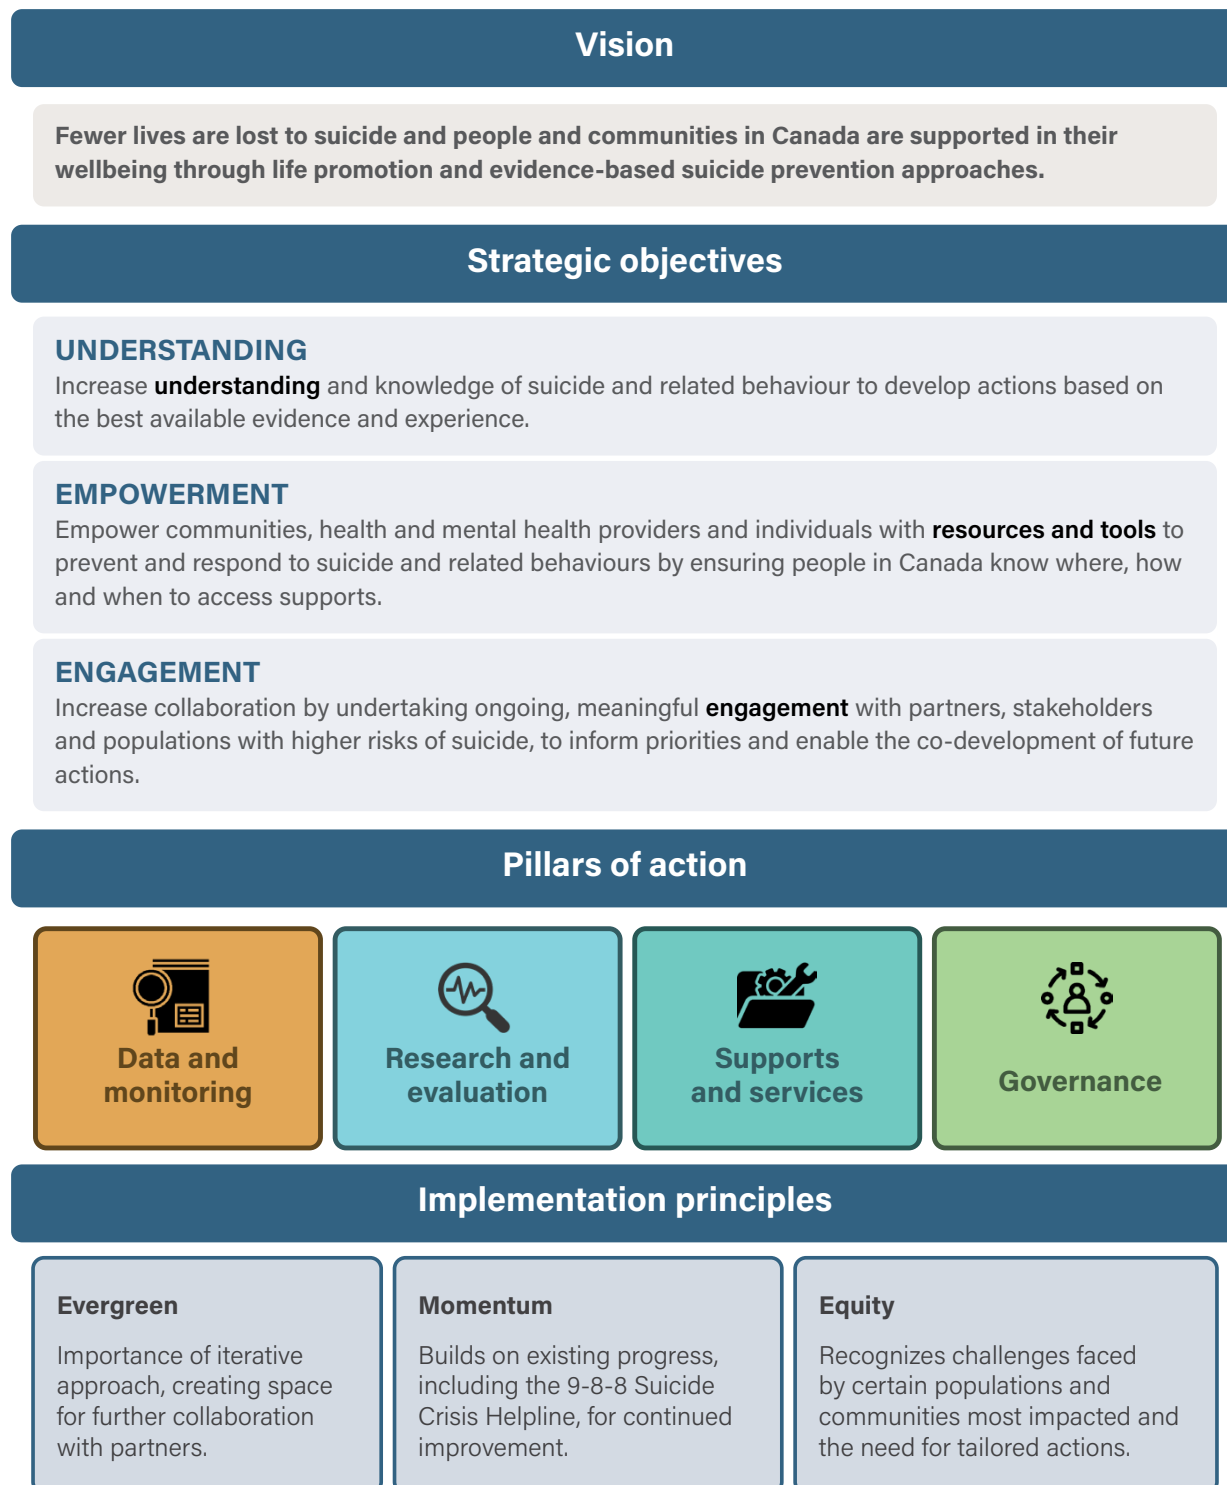 Vision
Fewer lives are lost to suicide and people and communities in Canada are supported in their
wellbeing through life promotion and evidence-based suicide prevention approaches.
Strategic objectives
UNDERSTANDING
Increase understanding and knowledge of suicide and related behaviour to develop actions based on
the best available evidence and experience.
EMPOWERMENT
Empower communities, health and mental health providers and individuals with resources and tools to
prevent and respond to suicide and related behaviours by ensuring people in Canada know where, how
and when to access supports.
ENGAGEMENT
Increase collaboration by undertaking ongoing, meaningful engagement with partners, stakeholders
and populations with higher risks of suicide, to inform priorities and enable the co-development of future
actions.
Pillars of action
Data and
monitoring
Research and
evaluation
Supports
and services
Governance
Implementation principles
Evergreen
Importance of iterative
approach, creating space
for further collaboration
with partners.
Momentum
Builds on existing progress,
including the 9-8-8 Suicide
Crisis Helpline, for continued
improvement.
Equity
Recognizes challenges faced
by certain populations and
communities most impacted and
the need for tailored actions.